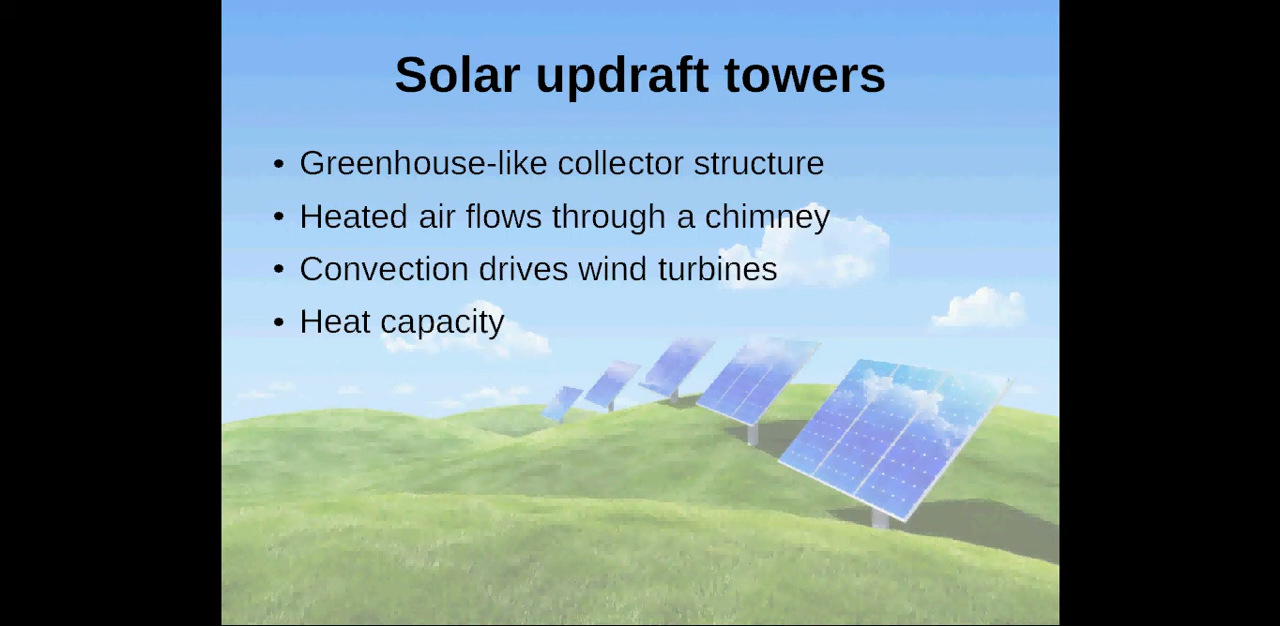 Solar updraft towers
• Greenhouse-like collector structure
• Heated air flows through a chimney
• Convection drives wind turbines
• Heat capacity